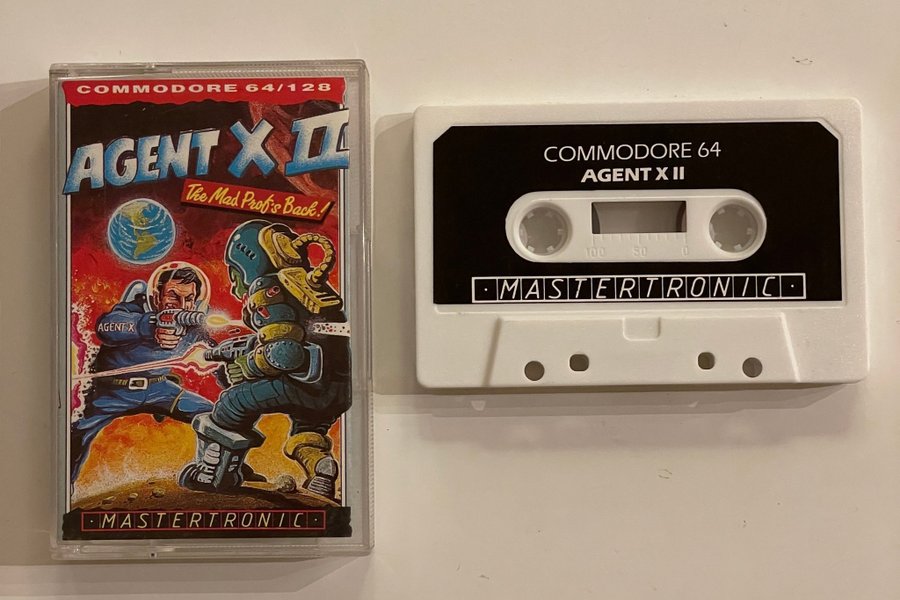 COMMODORE 64/128
AGENT X II
The Mad Prof's Back!
AGENT-X
·MASTERTRONIC·
COMMODORE 64
AGENT X II
100 50 0
·MASTERTRONIC·